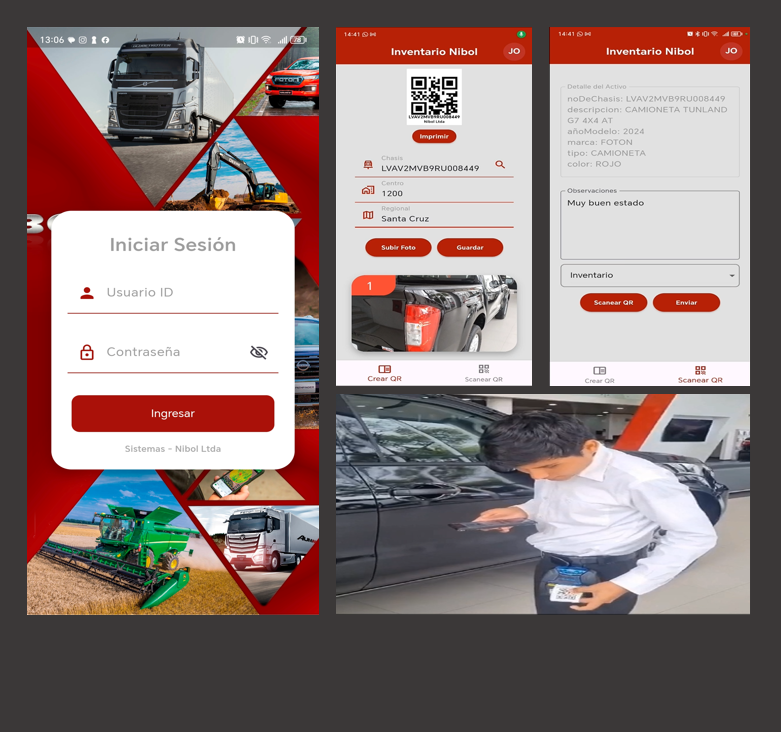 13:06
78
FOTON
Iniciar Sesión
Usuario ID
Contraseña
Ingresar
Sistemas - Nibol Ltda
14:41
Inventario Nibol
JO
LVAV2MVB9RU008449
Nibol Ltda
Imprimir
Chasis
LVAV2MVB9RU008449
Centro
1200
Regional
Santa Cruz
Subir Foto
Guardar
1
Crear QR
Scanear QR
14:41
Inventario Nibol
JO
Detalle del Activo
noDeChasis: LVAV2MVB9RU008449
descripcion: CAMIONETA TUNLAND
G7 4X4 AT
añoModelo: 2024
marca: FOTON
tipo: CAMIONETA
color: ROJO
Observaciones
Muy buen estado
Inventario
Scanear QR
Enviar
Crear QR
Scanear QR